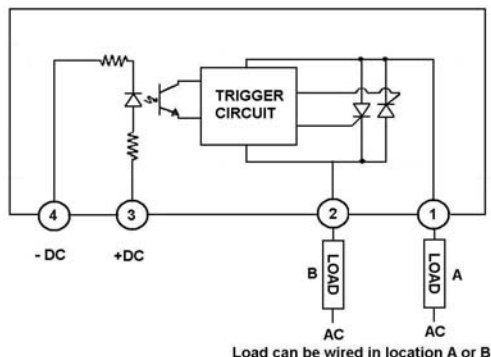 TRIGGER
CIRCUIT
4
3
2
1
- DC
+DC
B
LOAD
LOAD
A
AC
AC
Load can be wired in location A or B